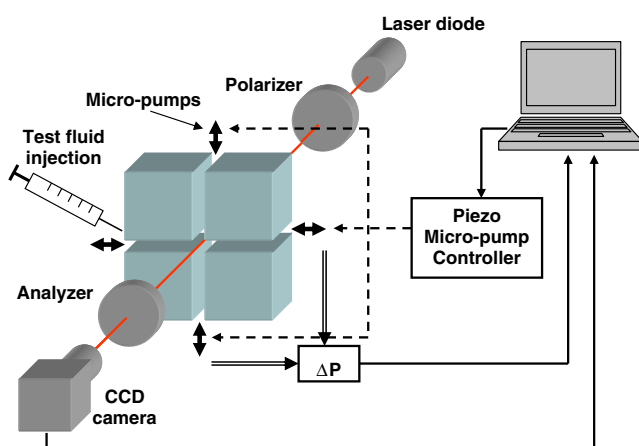 Laser diode
Polarizer
Micro-pumps
Test fluid
injection
Piezo
Micro-pump
Controller
Analyzer
ΔP
CCD
camera